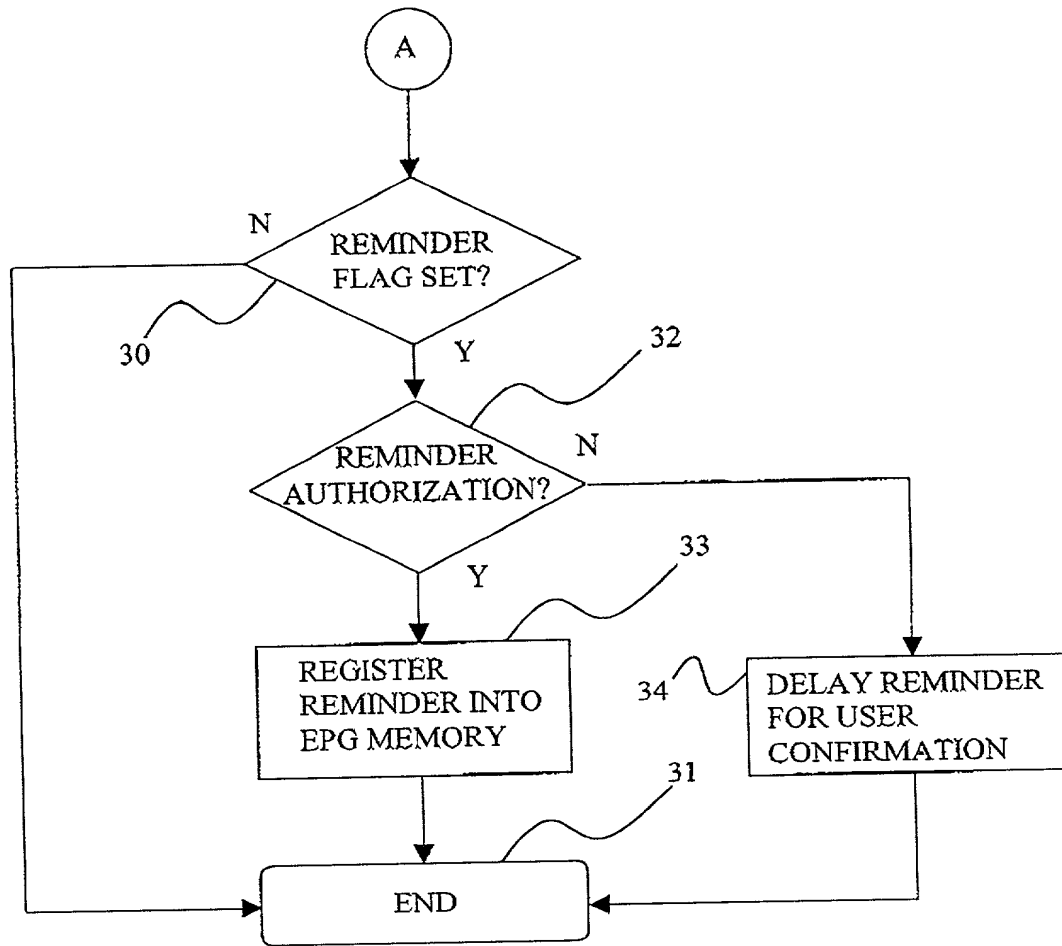 A
N
REMINDER
FLAG SET?
30
Y
32
REMINDER
AUTHORIZATION?
N
33
Y
REGISTER
REMINDER INTO
EPG MEMORY
34
DELAY REMINDER
FOR USER
CONFIRMATION
31
END